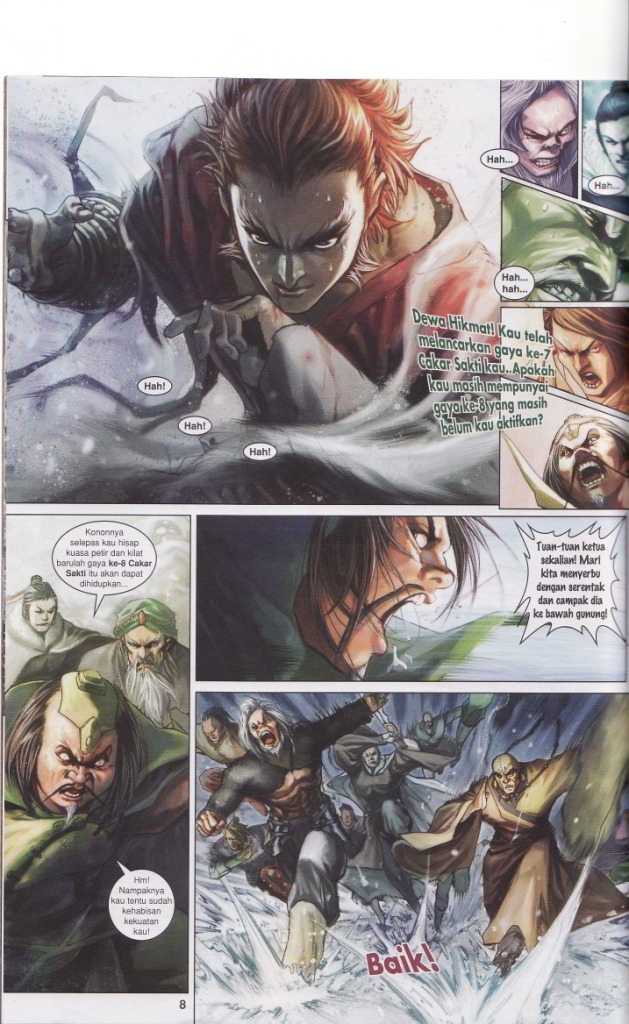 Hah...
Hah...
Hah...
hah...
Dewa Hikmat! Kau telah
melancarkan gaya ke-7
Cakar Sakti kau..Apakah
kau masih mempunyai
gaya ke-8 yang masih
belum kau aktifkan?
Hah!
Hah!
Hah!
Kononnya
selepas kau hisap
kuasa petir dan kilat
barulah gaya ke-8 Cakar
Sakti itu akan dapat
dihidupkan...
Tuan-tuan ketua
sekalian! Mari
kita menyerbu
dengan serentak
dan campak dia
ke bawah gunung!
Hm!
Nampaknya
kau tentu sudah
kehabisan
kekuatan
kau!
Baik!
8